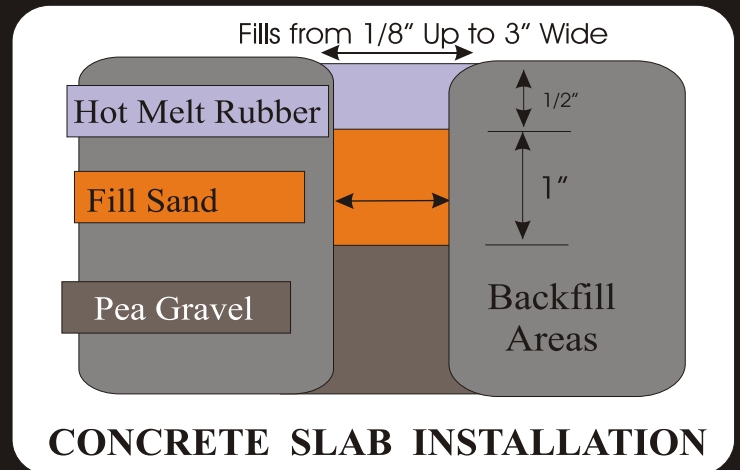 Fills from 1/8” Up to 3” Wide
Hot Melt Rubber
1/2”
Fill Sand
1”
Pea Gravel
Backfill
Areas
CONCRETE SLAB INSTALLATION